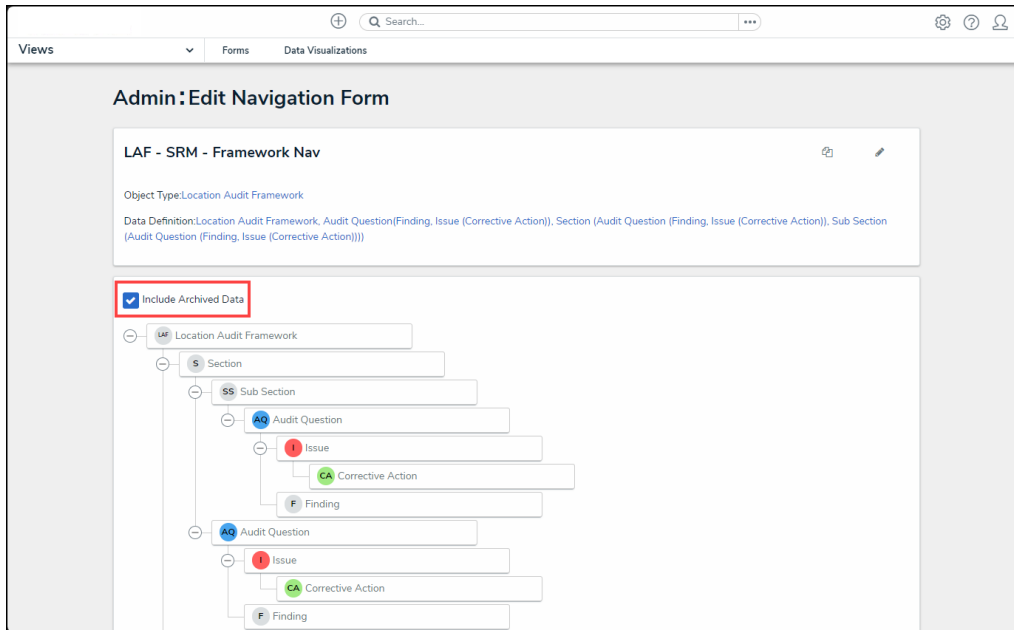 Search...
Views
Forms
Data Visualizations
Admin:Edit Navigation Form
LAF - SRM - Framework Nav
Object Type:Location Audit Framework
Data Definition:Location Audit Framework, Audit Question(Finding, Issue (Corrective Action)), Section (Audit Question (Finding, Issue (Corrective Action)), Sub Section
(Audit Question (Finding, Issue (Corrective Action))))
Include Archived Data
LAF Location Audit Framework
S Section
SS Sub Section
AQ Audit Question
I Issue
CA Corrective Action
F Finding
AQ Audit Question
I Issue
CA Corrective Action
F Finding